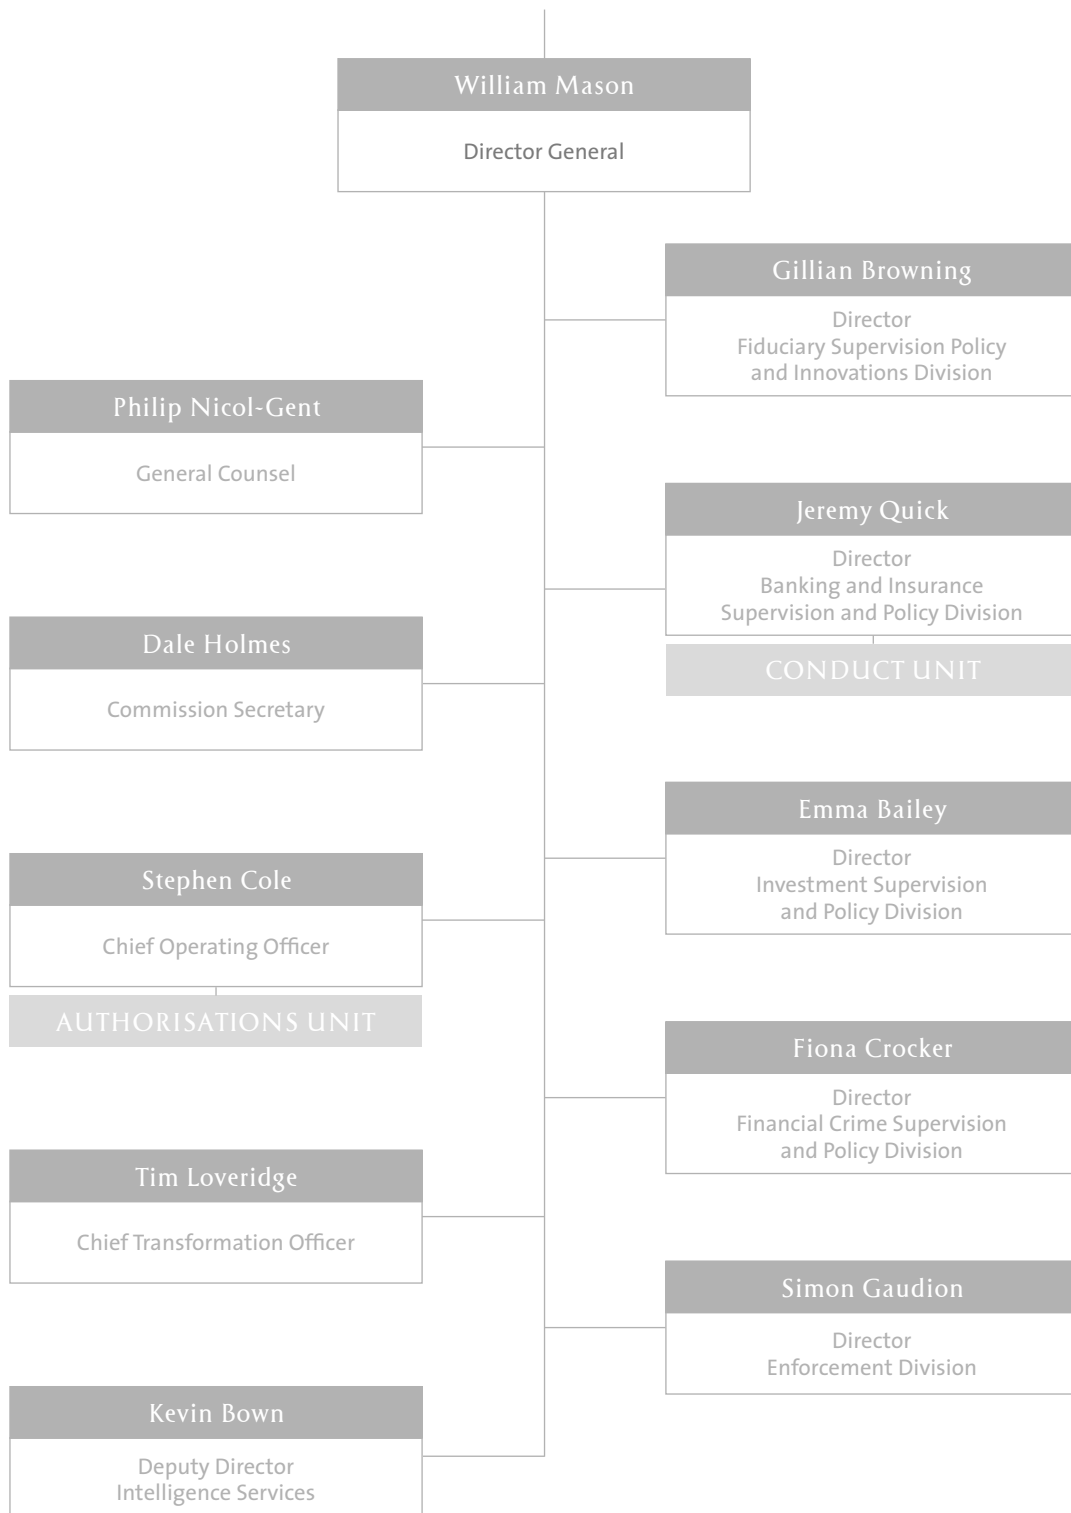 William Mason
Director General
Gillian Browning
Director
Fiduciary Supervision Policy
and Innovations Division
Philip Nicol-Gent
General Counsel
Jeremy Quick
Director
Banking and Insurance
Supervision and Policy Division
CONDUCT UNIT
Dale Holmes
Commission Secretary
Emma Bailey
Director
Investment Supervision
and Policy Division
Stephen Cole
Chief Operating Officer
AUTHORISATIONS UNIT
Fiona Crocker
Director
Financial Crime Supervision
and Policy Division
Tim Loveridge
Chief Transformation Officer
Simon Gaudion
Director
Enforcement Division
Kevin Bown
Deputy Director
Intelligence Services